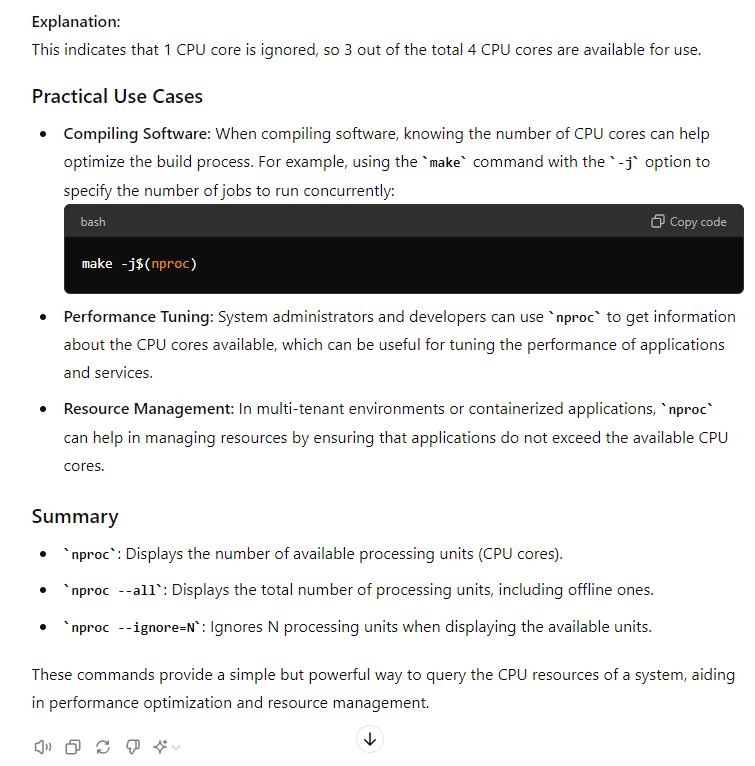 Explanation:
This indicates that 1 CPU core is ignored, so 3 out of the total 4 CPU cores are available for use.
Practical Use Cases
• Compiling Software: When compiling software, knowing the number of CPU cores can help
optimize the build process. For example, using the `make` command with the `-j` option to
specify the number of jobs to run concurrently:
bash Copy code
make -j$(nproc)
• Performance Tuning: System administrators and developers can use `nproc` to get information
about the CPU cores available, which can be useful for tuning the performance of applications
and services.
• Resource Management: In multi-tenant environments or containerized applications, `nproc`
can help in managing resources by ensuring that applications do not exceed the available CPU
cores.
Summary
• `nproc`: Displays the number of available processing units (CPU cores).
• `nproc --all`: Displays the total number of processing units, including offline ones.
• `nproc --ignore=N`: Ignores N processing units when displaying the available units.
These commands provide a simple but powerful way to query the CPU resources of a system, aiding
in performance optimization and resource management.